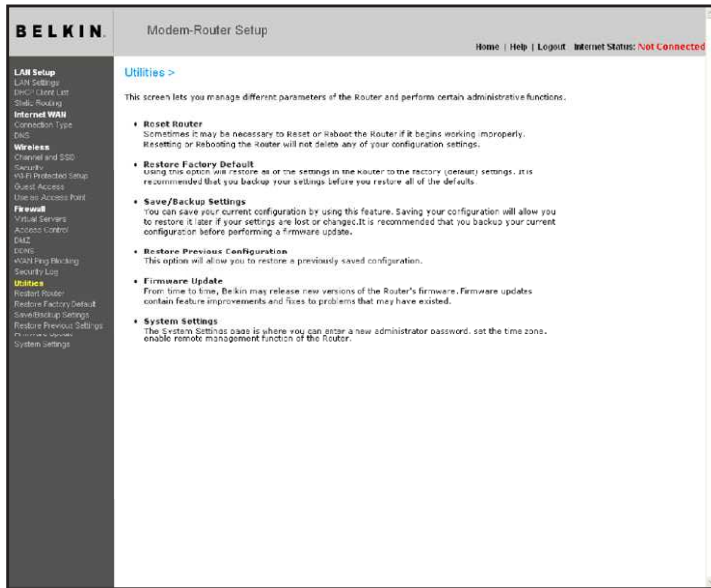 BELKIN.
Modem-Router Setup
Home | Help | Logout Internet Status: Not Connected
LAN Setup
LAN Settings
DHCP Client List
Static Routing
Internet WAN
Connection Type
DNS
Wireless
Channel and SSID
Security
Wi-Fi Protected Setup
Guest Access
Use as Access Point
Firewall
Virtual Servers
Access Control
DMZ
DDNS
WAN Ping Blocking
Security Log
Utilities
Restart Router
Restore Factory Default
Save/Backup Settings
Restore Previous Settings
Firmware Update
System Settings
Utilities >
This screen lets you manage different parameters of the Router and perform certain administrative functions.
• Reset Router
Sometimes it may be necessary to Reset or Reboot the Router if it begins working improperly.
Resetting or Rebooting the Router will not delete any of your configuration settings.
• Restore Factory Default
Using this option will restore all of the settings in the Router to the factory (default) settings. It is
recommended that you backup your settings before you restore all of the defaults.
• Save/Backup Settings
You can save your current configuration by using this feature. Saving your configuration will allow you
to restore it later if your settings are lost or changed.It is recommended that you backup your current
configuration before performing a firmware update.
• Restore Previous Configuration
This option will allow you to restore a previously saved configuration.
• Firmware Update
From time to time, Belkin may release new versions of the Router's firmware. Firmware updates
contain feature improvements and fixes to problems that may have existed.
• System Settings
The System Settings page is where you can enter a new administrator password, set the time zone,
enable remote management function of the Router.